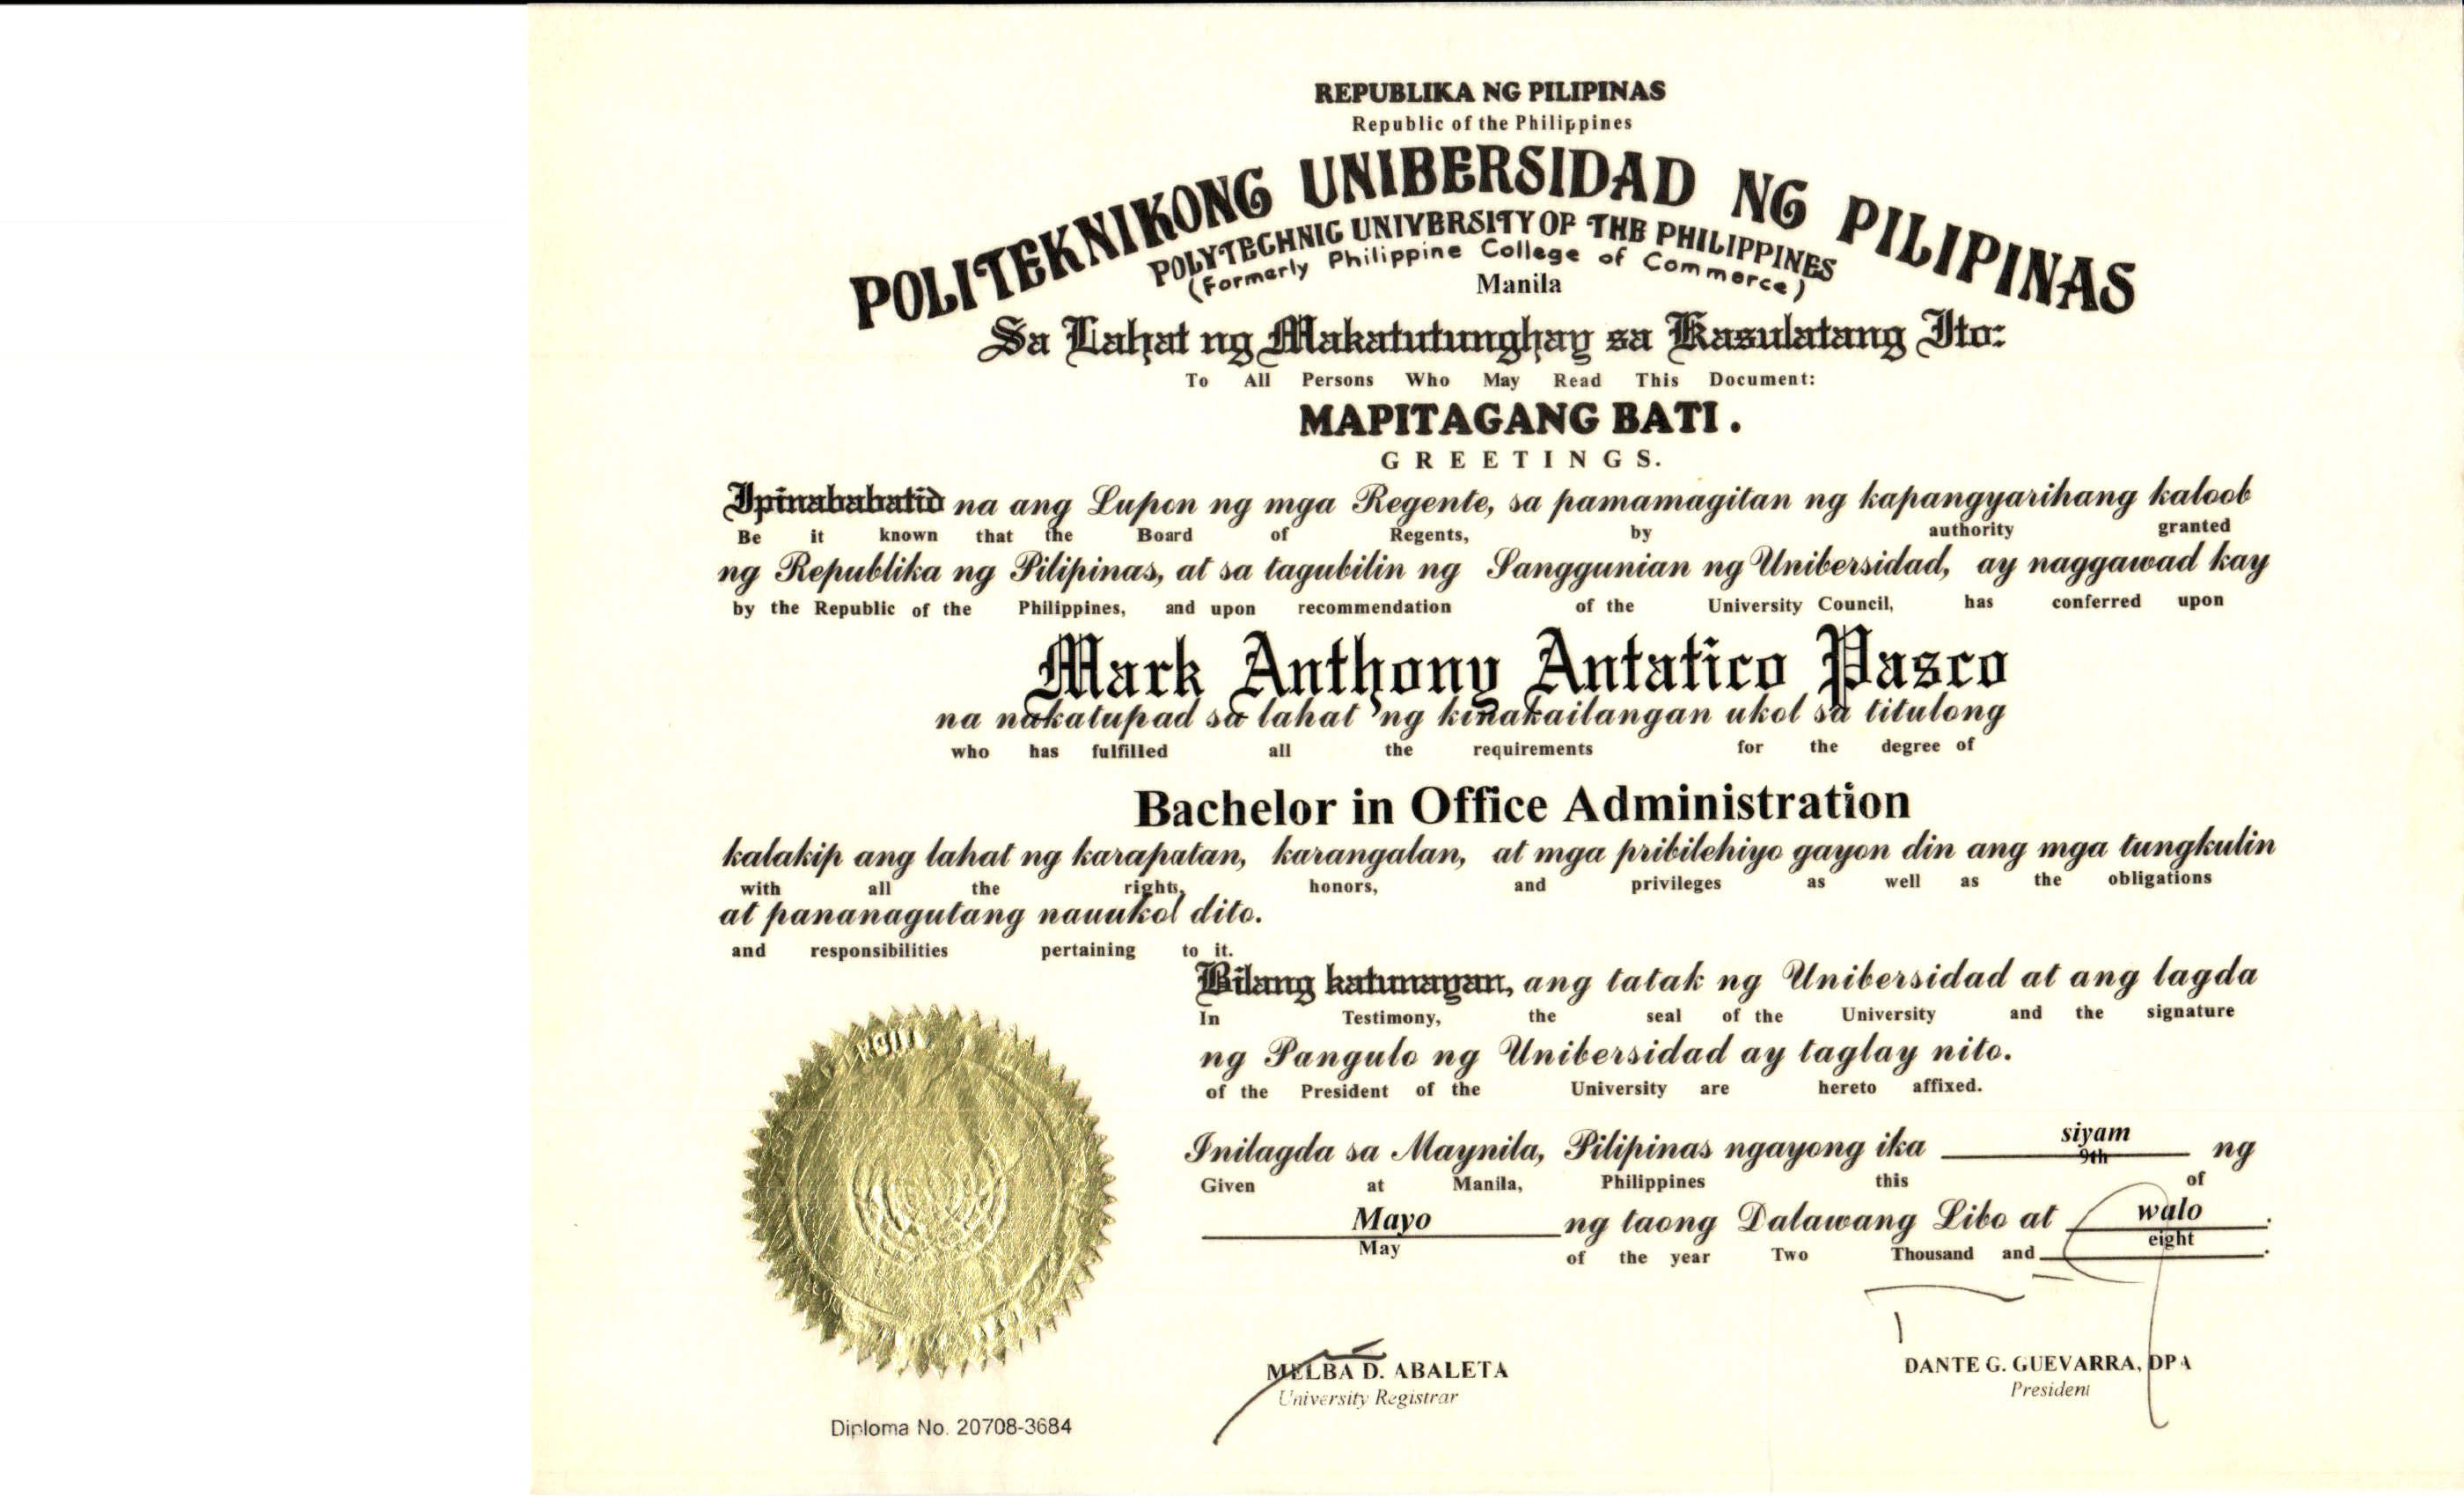 REPUBLIKA NG PILIPINAS
Republic of the Philippines
POLITEKNIKONG UNIBERSIDAD NG PILIPINAS
POLYTECHNIC UNIVERSITY OF THE PHILIPPINES
(Formerly Philippine College of Commerce)
Manila
Sa Lahat ng Makatutunghay sa Kasulatang Ito:
To All Persons Who May Read This Document:
MAPITAGANG BATI.
GREETINGS.
Ipinababatid na ang Lupon ng mga Regente, sa pamamagitan ng kapangyarihang kaloob
Be it known that the Board of Regents, by authority granted
ng Republika ng Pilipinas, at sa tagubilin ng Sanggunian ng Unibersidad, ay naggawad kay
by the Republic of the Philippines, and upon recommendation of the University Council, has conferred upon
Mark Anthony Antatico Pasco
na nakatupad sa lahat ng kinakailangan ukol sa titulong
who has fulfilled all the requirements for the degree of
Bachelor in Office Administration
kalakip ang lahat ng karapatan, karangalan, at mga pribilehiyo gayon din ang mga tungkulin
with all the rights, honors, and privileges as well as the obligations
at pananagutang nauukol dito.
and responsibilities pertaining to it.
Bilang katunayan, ang tatak ng Unibersidad at ang lagda
In Testimony, the seal of the University and the signature
ng Pangulo ng Unibersidad ay taglay nito.
of the President of the University are hereto affixed.
Inilagda sa Maynila, Pilipinas ngayong ika siyam ng
Given at Manila, Philippines this 9th of
Mayo ng taong Dalawang Libo at walo.
May of the year Two Thousand and eight.
MELBA D. ABALETA
University Registrar
DANTE G. GUEVARRA, DPA
President
Diploma No. 20708-3684